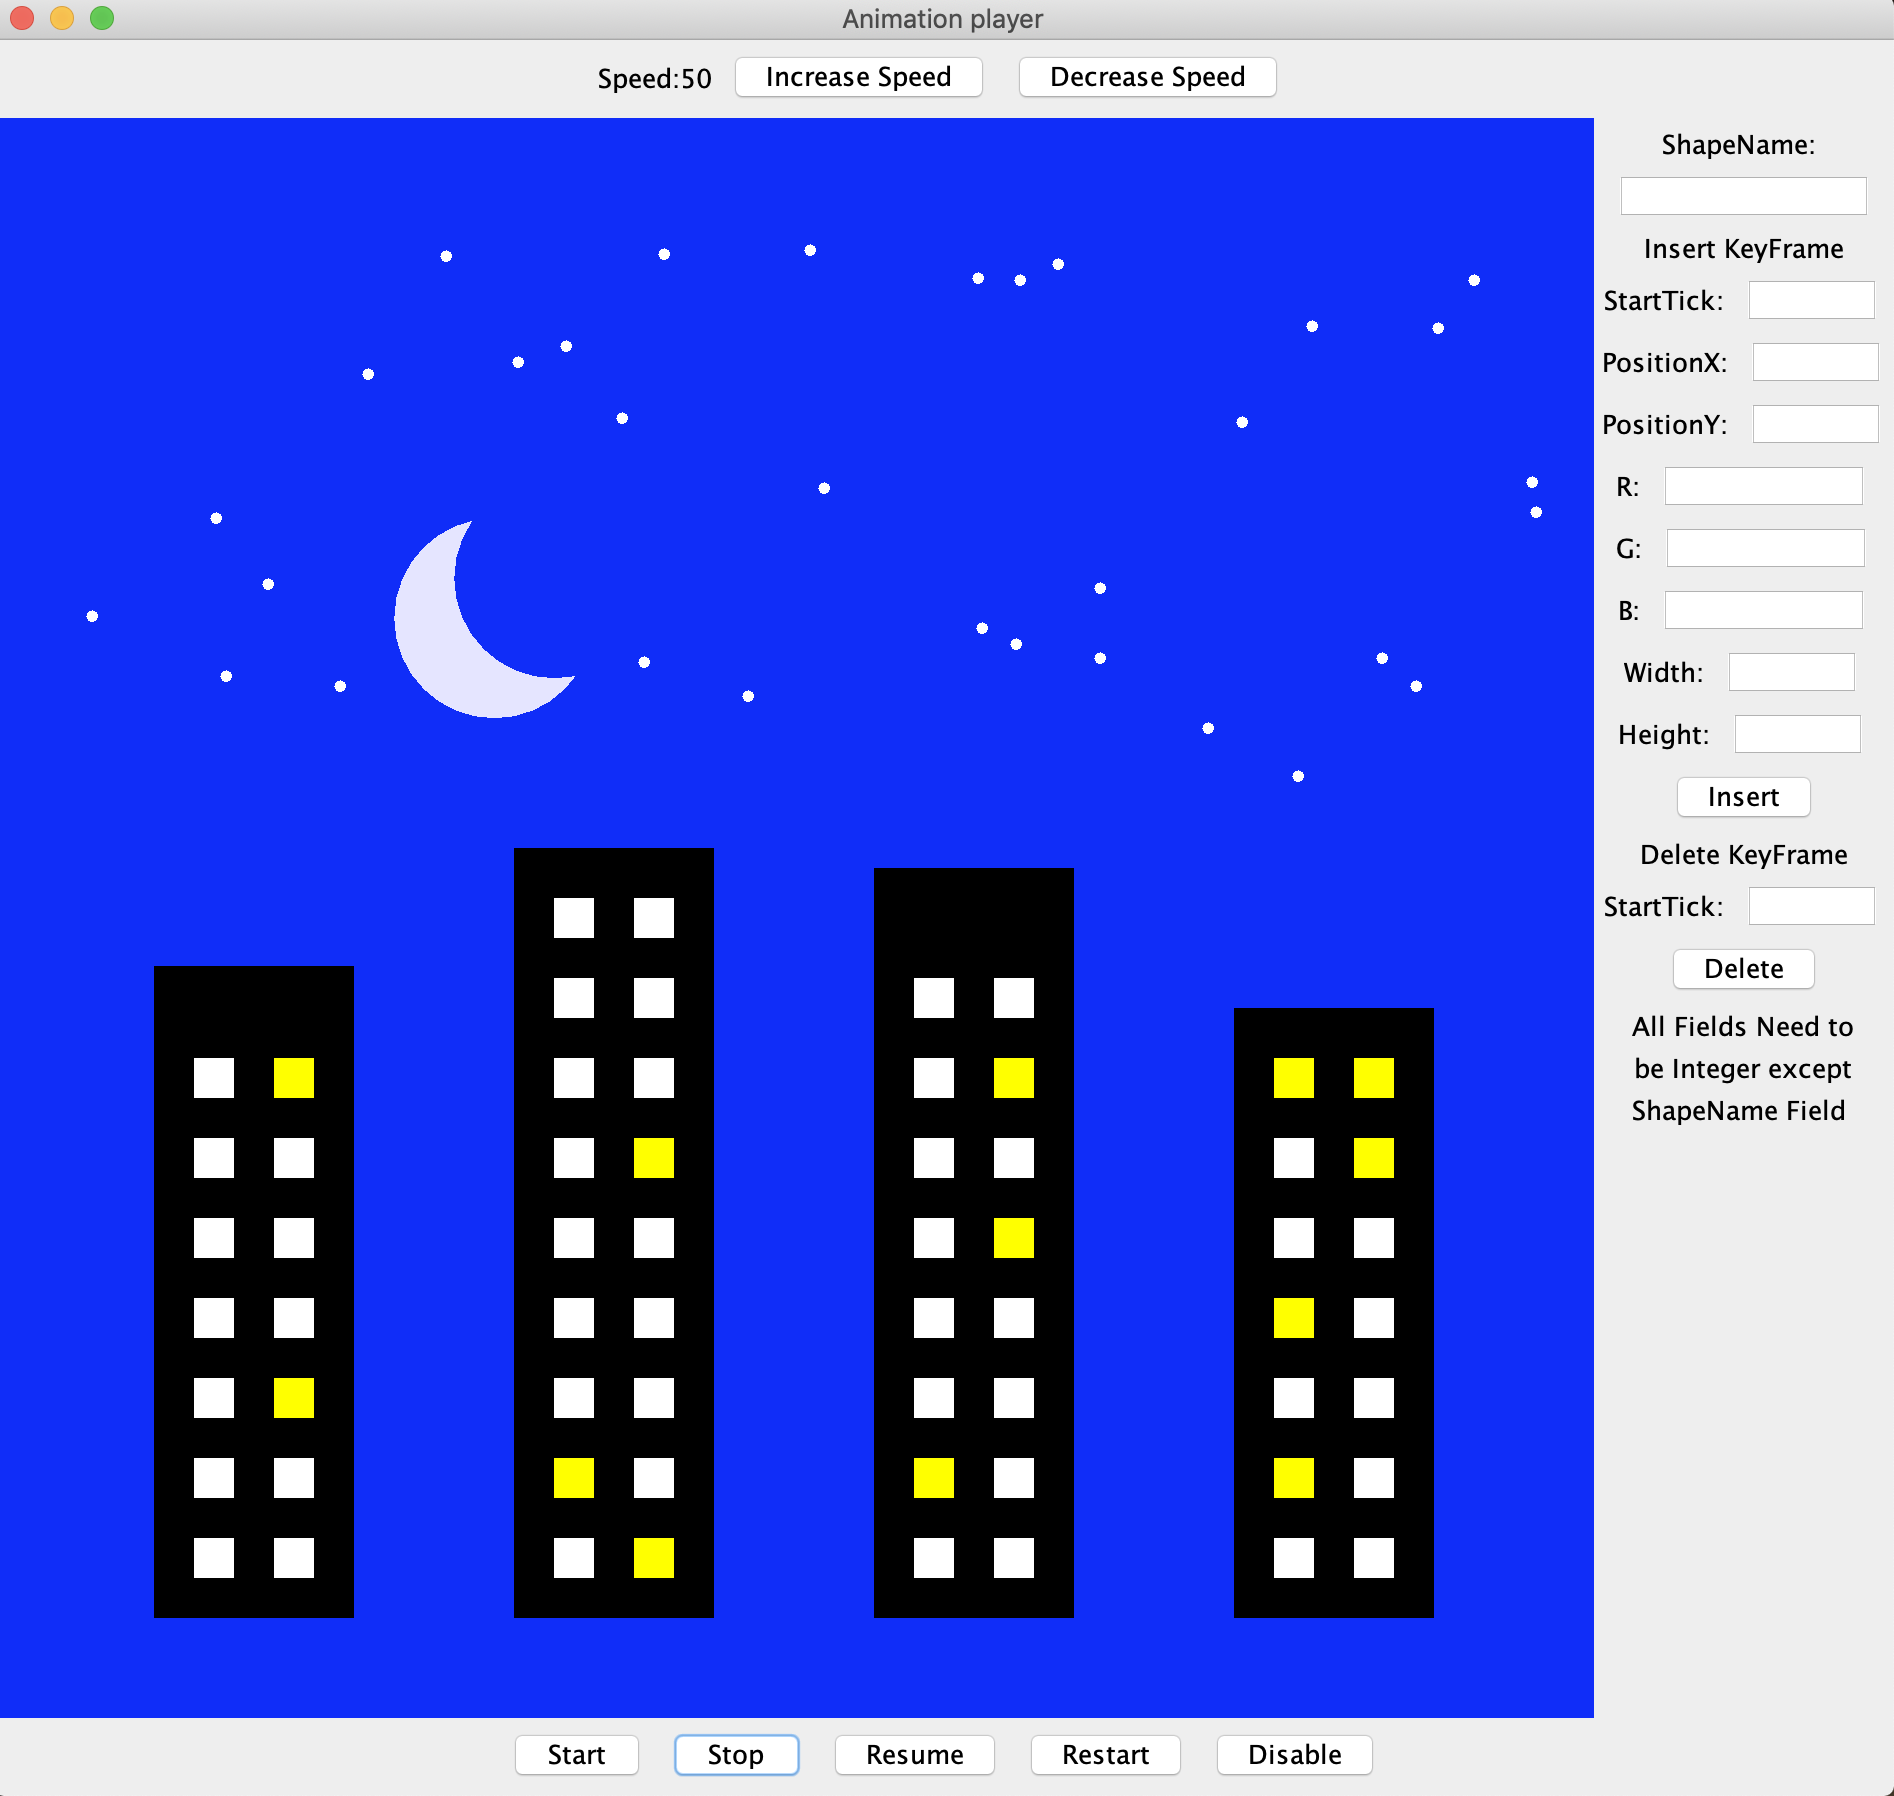 Animation player
Speed:50 Increase Speed Decrease Speed
ShapeName:
Insert KeyFrame
StartTick:
PositionX:
PositionY:
R:
G:
B:
Width:
Height:
Insert
Delete KeyFrame
StartTick:
Delete
All Fields Need to
be Integer except
ShapeName Field
Start Stop Resume Restart Disable